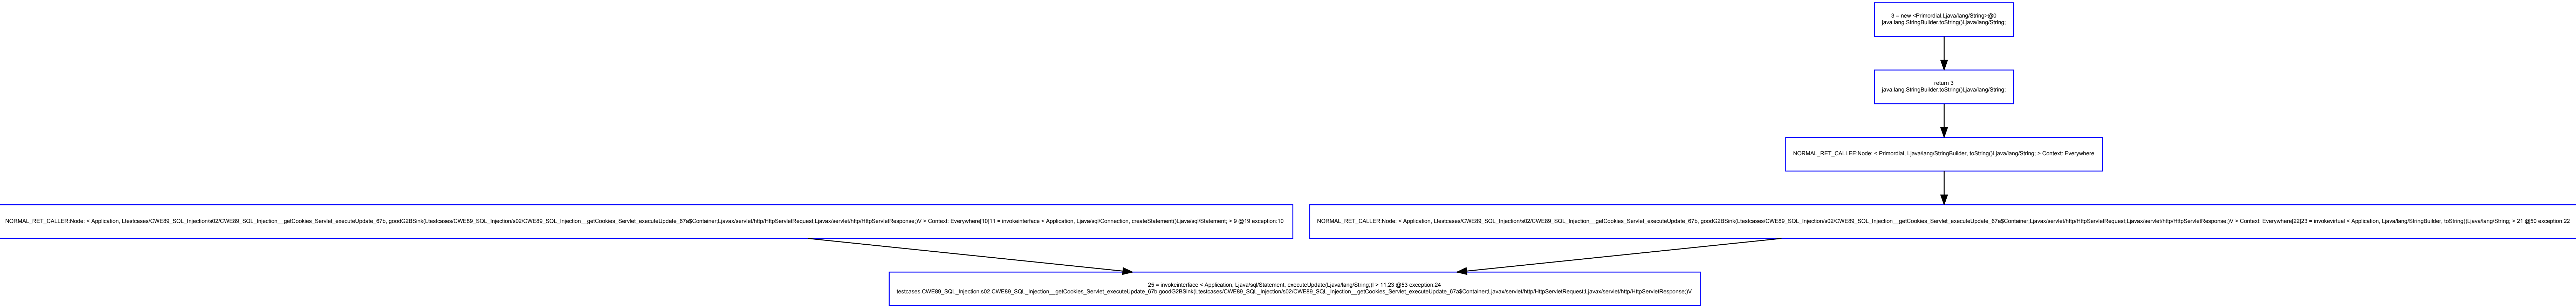 3 = new <Primordial,Ljava/lang/String>@0
java.lang.StringBuilder.toString()Ljava/lang/String;
return 3
java.lang.StringBuilder.toString()Ljava/lang/String;
NORMAL_RET_CALLEE:Node: < Primordial, Ljava/lang/StringBuilder, toString()Ljava/lang/String; > Context: Everywhere
NORMAL_RET_CALLER:Node: < Application, Ltestcases/CWE89_SQL_Injection/s02/CWE89_SQL_Injection__getCookies_Servlet_executeUpdate_67b, goodG2BSink(Ltestcases/CWE89_SQL_Injection/s02/CWE89_SQL_Injection__getCookies_Servlet_executeUpdate_67a$Container;Ljavax/servlet/http/HttpServletRequest;Ljavax/servlet/http/HttpServletResponse;)V > Context: Everywhere[10]11 = invokeinterface < Application, Ljava/sql/Connection, createStatement()Ljava/sql/Statement; > 9 @19 exception:10
NORMAL_RET_CALLER:Node: < Application, Ltestcases/CWE89_SQL_Injection/s02/CWE89_SQL_Injection__getCookies_Servlet_executeUpdate_67b, goodG2BSink(Ltestcases/CWE89_SQL_Injection/s02/CWE89_SQL_Injection__getCookies_Servlet_executeUpdate_67a$Container;Ljavax/servlet/http/HttpServletRequest;Ljavax/servlet/http/HttpServletResponse;)V > Context: Everywhere[22]23 = invokevirtual < Application, Ljava/lang/StringBuilder, toString()Ljava/lang/String; > 21 @50 exception:22
25 = invokeinterface < Application, Ljava/sql/Statement, executeUpdate(Ljava/lang/String;)I > 11,23 @53 exception:24
testcases.CWE89_SQL_Injection.s02.CWE89_SQL_Injection__getCookies_Servlet_executeUpdate_67b.goodG2BSink(Ltestcases/CWE89_SQL_Injection/s02/CWE89_SQL_Injection__getCookies_Servlet_executeUpdate_67a$Container;Ljavax/servlet/http/HttpServletRequest;Ljavax/servlet/http/HttpServletResponse;)V